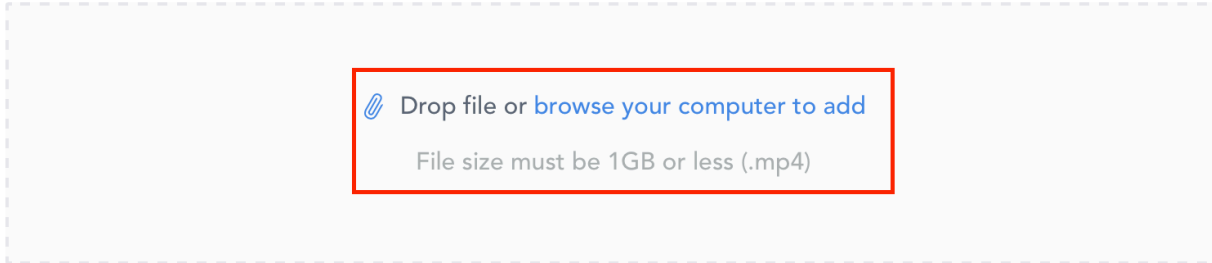 Drop file or browse your computer to add
File size must be 1GB or less (.mp4)